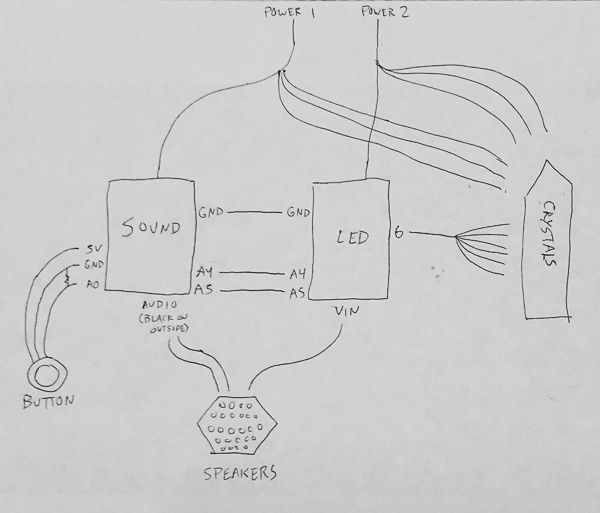 POWER 1
POWER 2
SOUND
GND
GND
LED
6
CRYSTALS
5V
GND
A0
A4
A4
A5
A5
AUDIO
(BLACK ON
OUTSIDE)
VIN
BUTTON
SPEAKERS